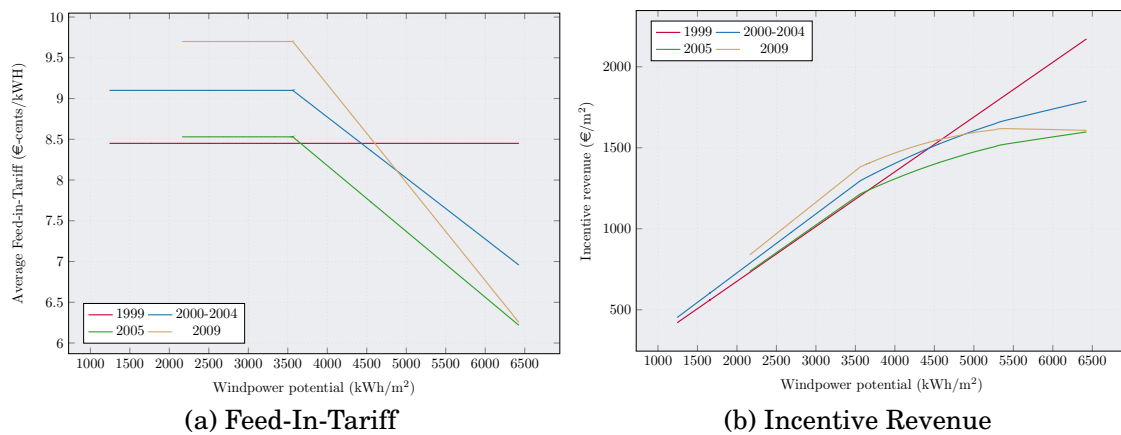 10
9.5
9
8.5
8
7.5
7
6.5
6
Average Feed-in-Tariff (€-cents/kWH)
1999 2000-2004
2005 2009
1000 1500 2000 2500 3000 3500 4000 4500 5000 5500 6000 6500
Windpower potential (kWh/m²)
(a) Feed-In-Tariff
2000
1500
1000
500
Incentive revenue (€/m²)
1999 2000-2004
2005 2009
1000 1500 2000 2500 3000 3500 4000 4500 5000 5500 6000 6500
Windpower potential (kWh/m²)
(b) Incentive Revenue